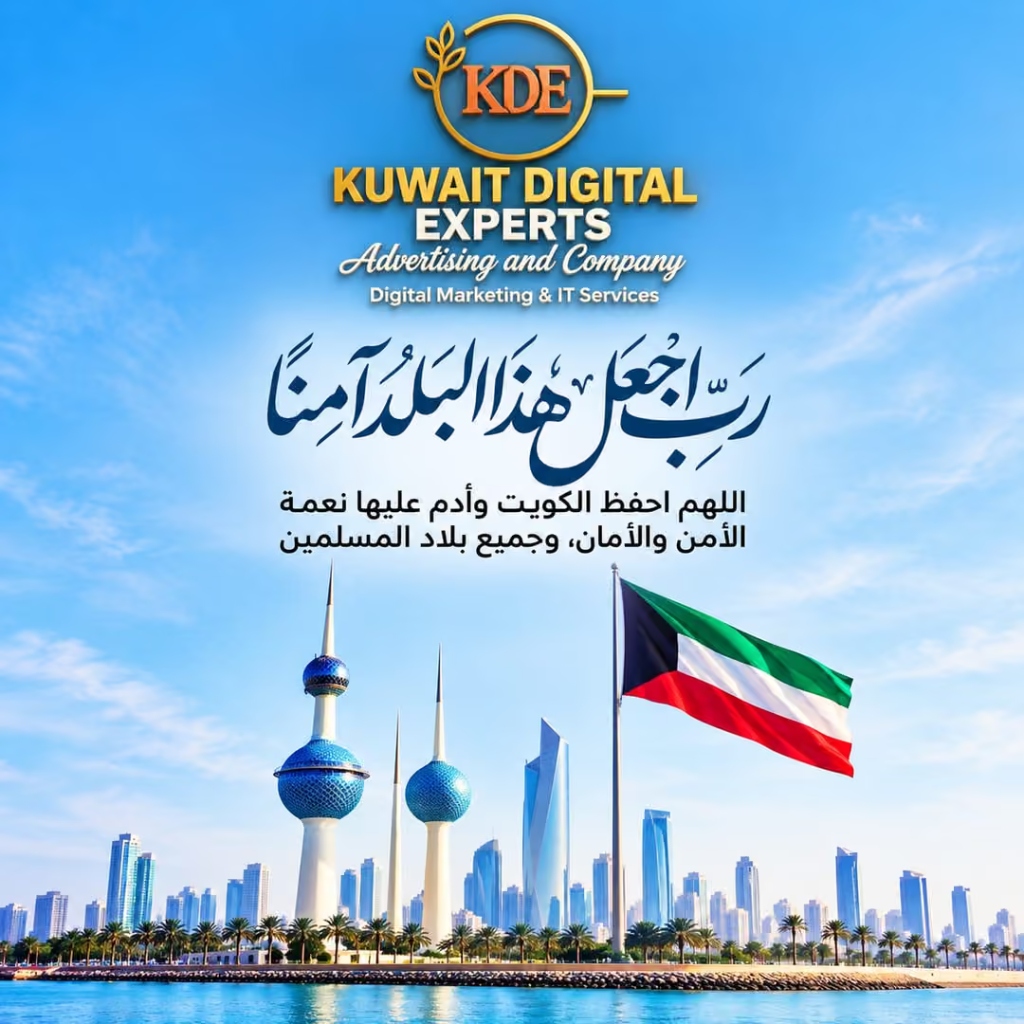 KDE
KUWAIT DIGITAL
EXPERTS
Advertising and Company
Digital Marketing & IT Services
رَبِّ اجْعَل هٰذَا البَلَدُ آمِنًا
اللهم احفظ الكويت وأدم عليها نعمة
الأمن والأمان، وجميع بلاد المسلمين